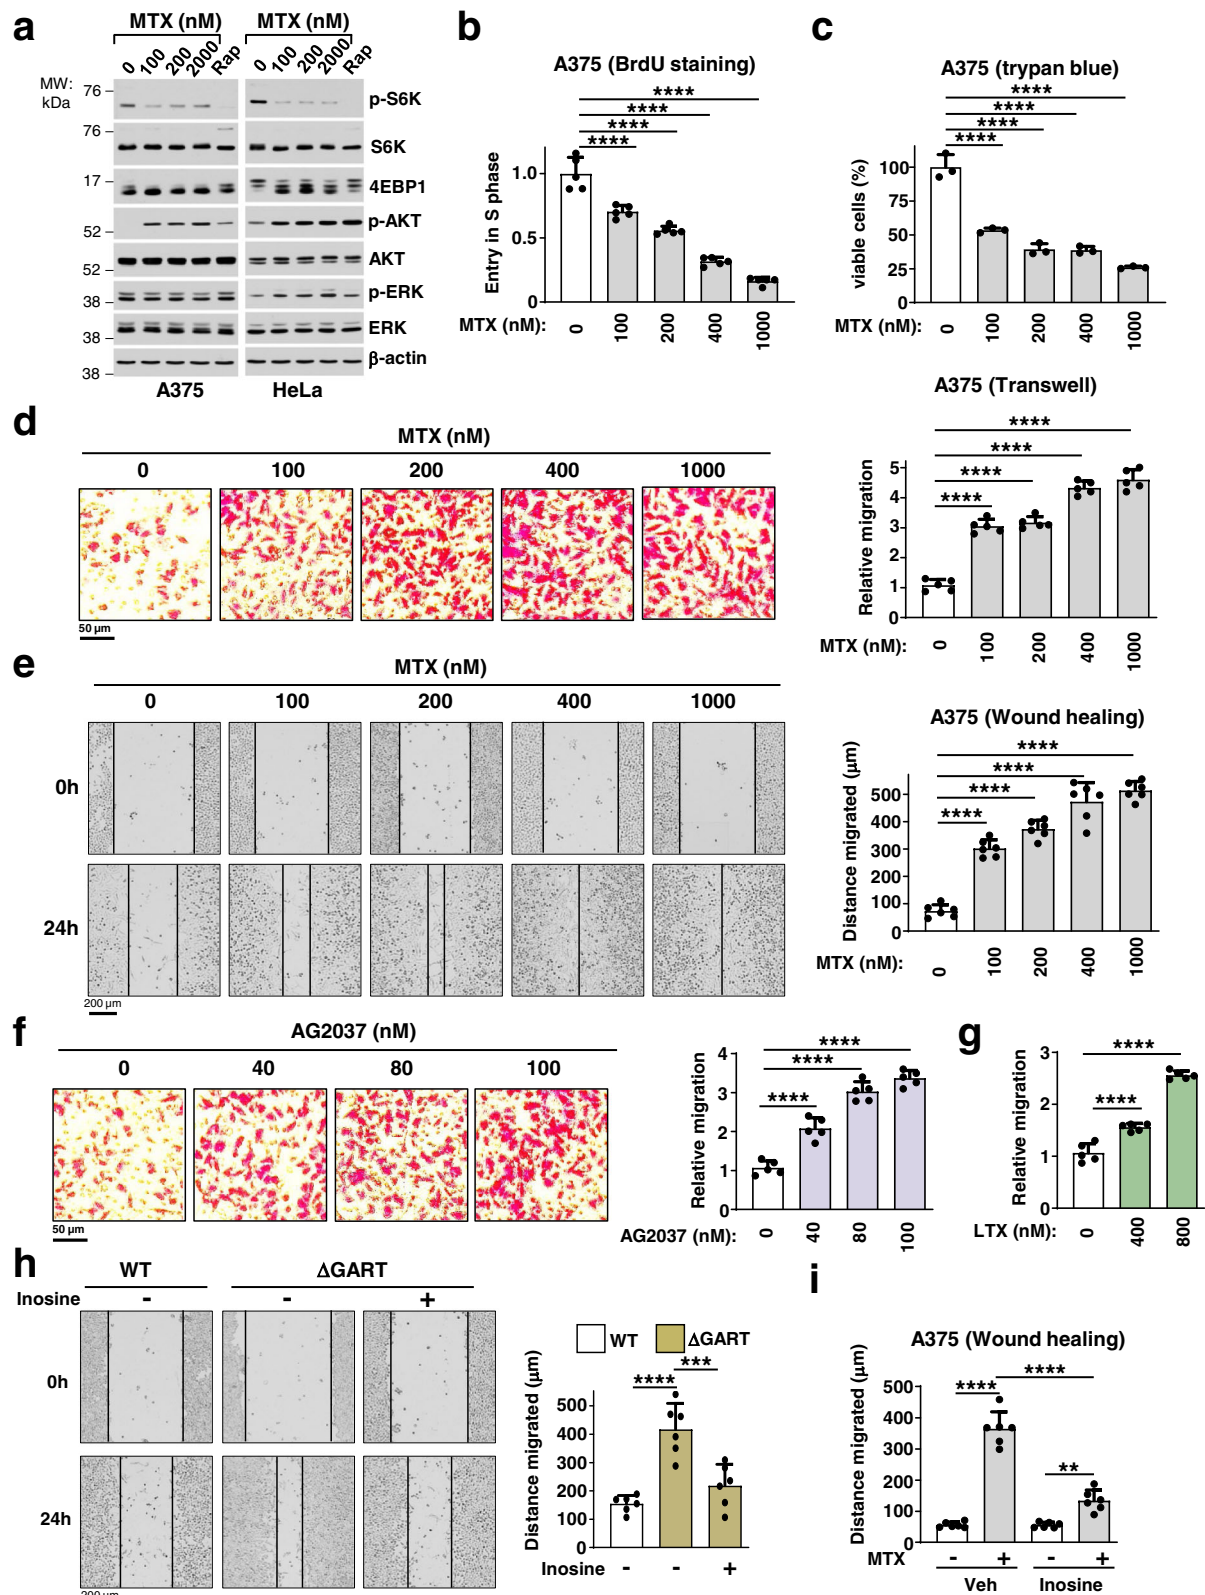 a
MTX (nM)
MTX (nM)
0 100 200 2000 Rap
0 100 200 2000 Rap
MW:
kDa
76
p-S6K
76
S6K
17
4EBP1
p-AKT
52
AKT
52
p-ERK
38
ERK
38
β-actin
38
A375
HeLa
b
A375 (BrdU staining)
****
****
****
****
Entry in S phase
1.0
0.5
0
MTX (nM):
0 100 200 400 1000
c
A375 (trypan blue)
****
****
****
****
viable cells (%)
100
75
50
25
0
MTX (nM):
0 100 200 400 1000
d
MTX (nM)
0 100 200 400 1000
50 µm
A375 (Transwell)
****
****
****
****
Relative migration
5
4
3
2
1
0
MTX (nM):
0 100 200 400 1000
e
MTX (nM)
0 100 200 400 1000
0h
24h
200 µm
A375 (Wound healing)
****
****
****
****
Distance migrated (µm)
500
400
300
200
100
0
MTX (nM):
0 100 200 400 1000
f
AG2037 (nM)
0 40 80 100
50 µm
****
****
****
Relative migration
4
3
2
1
0
AG2037 (nM):
0 40 80 100
g
****
****
Relative migration
3
2
1
0
LTX (nM):
0 400 800
h
WT
ΔGART
Inosine - - +
0h
24h
200 µm
WT ΔGART
***
****
Distance migrated (µm)
500
400
300
200
100
0
Inosine - - +
i
A375 (Wound healing)
****
****
**
Distance migrated (µm)
500
400
300
200
100
0
MTX - + - +
Veh Inosine